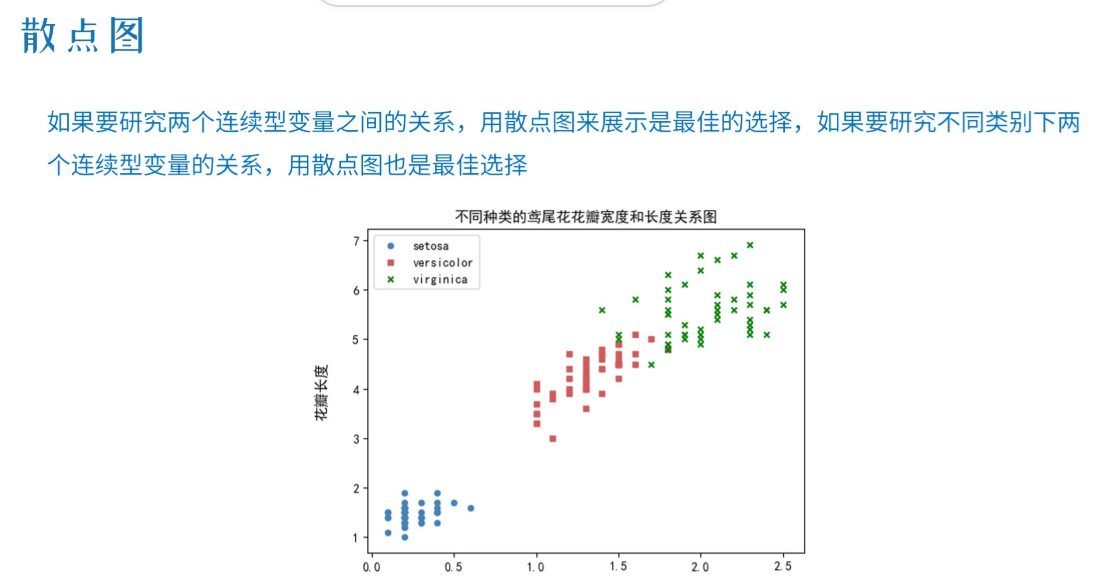 散点图
如果要研究两个连续型变量之间的关系，用散点图来展示是最佳的选择，如果要研究不同类别下两
个连续型变量的关系，用散点图也是最佳选择
不同种类的鸢尾花花瓣宽度和长度关系图
setosa
versicolor
virginica
花瓣长度
7
6
5
4
3
2
1
0.0 0.5 1.0 1.5 2.0 2.5